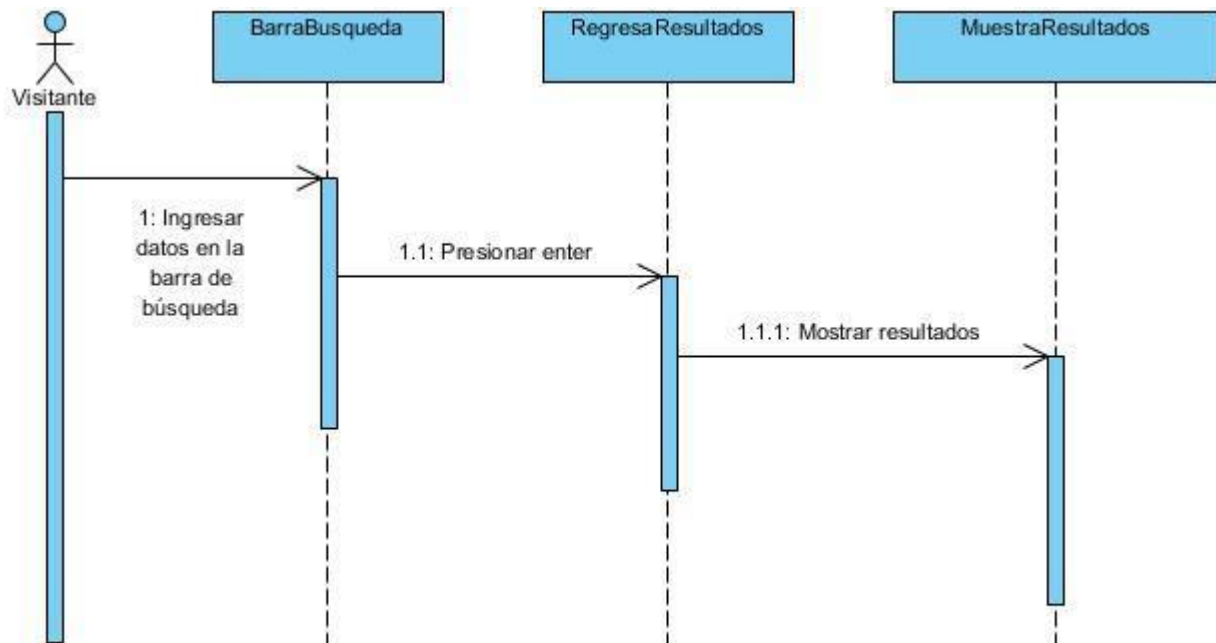 BarraBusqueda
RegresaResultados
MuestraResultados
Visitante
1: Ingresar
datos en la
barra de
búsqueda
1.1: Presionar enter
1.1.1: Mostrar resultados